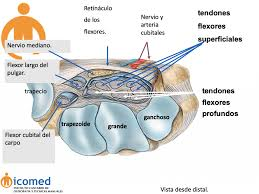 Retináculo
de los
flexores.
Nervio y
arteria
cubitales
tendones
flexores
superficiales
Nervio mediano.
Flexor largo del
pulgar.
trapecio
Flexor cubital del
carpo
trapezoide
grande
ganchoso
tendones
flexores
profundos
icomed
Vista desde distal.